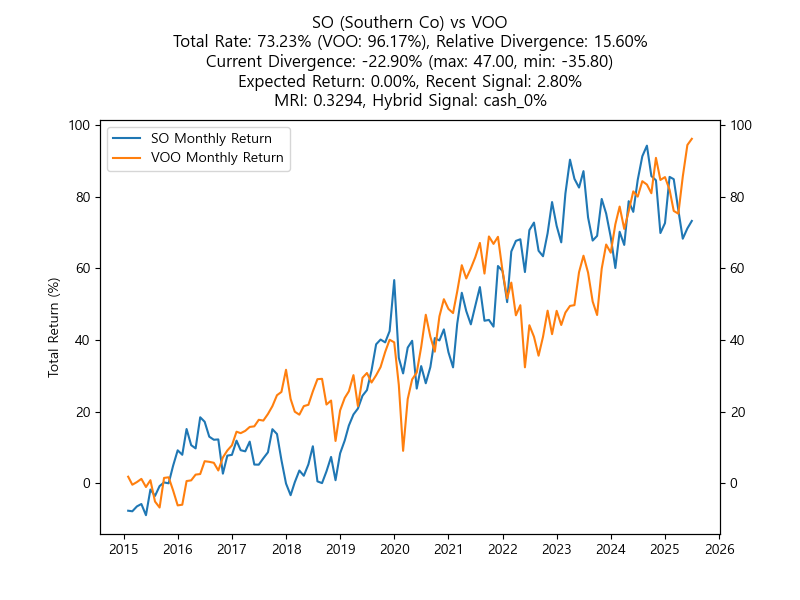 SO (Southern Co) vs VOO
Total Rate: 73.23% (VOO: 96.17%), Relative Divergence: 15.60%
Current Divergence: -22.90% (max: 47.00, min: -35.80)
Expected Return: 0.00%, Recent Signal: 2.80%
MRI: 0.3294, Hybrid Signal: cash_0%
SO Monthly Return
VOO Monthly Return
Total Return (%)
100
80
60
40
20
0
100
80
60
40
20
0
2015 2016 2017 2018 2019 2020 2021 2022 2023 2024 2025 2026